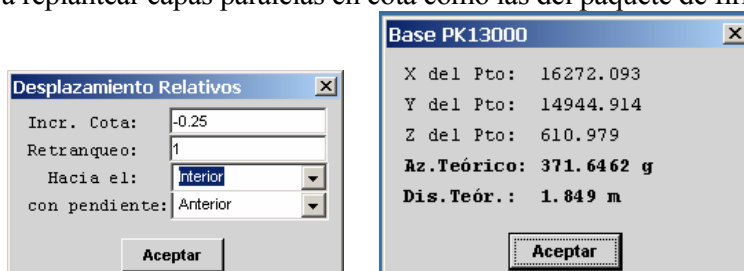 a replantear capas paralelas en cota como las del paquete de fir
Desplazamiento Relativos
Incr. Cota: -0.25
Retranqueo: 1
Hacia el: Interior
con pendiente: Anterior
Aceptar
Base PK13000
X del Pto: 16272.093
Y del Pto: 14944.914
Z del Pto: 610.979
Az.Teórico: 371.6462 g
Dis.Teór.: 1.849 m
Aceptar